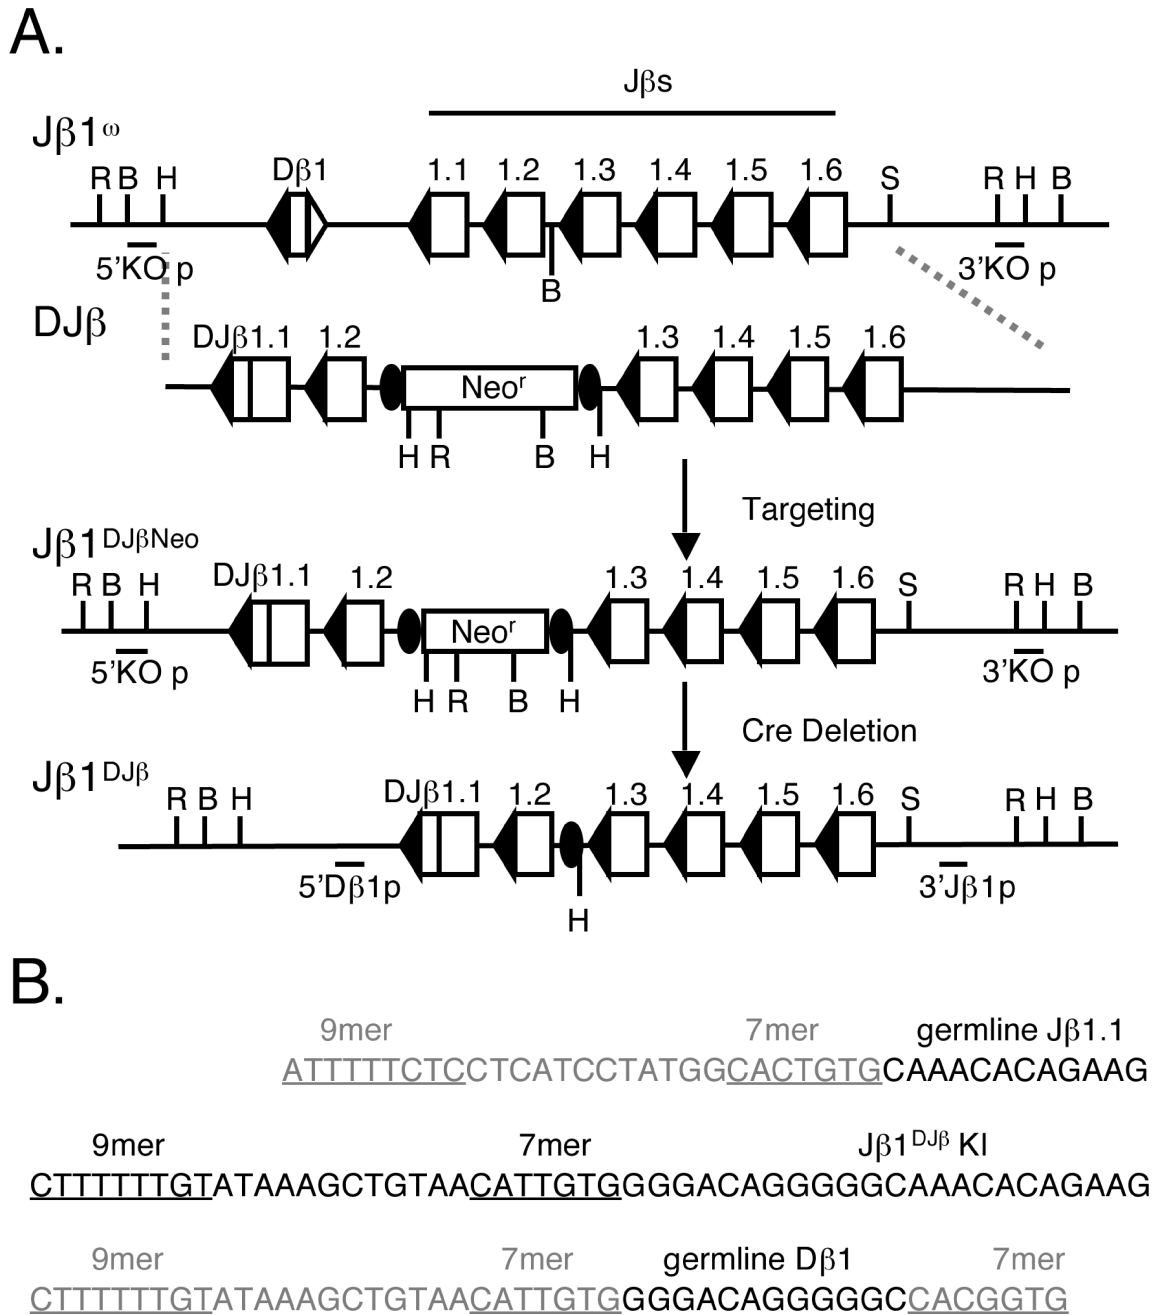 A.
Jβs
Jβ1ω
R B H Dβ1 1.1 1.2 1.3 1.4 1.5 1.6 S R H B
5'KO p B 3'KO p
DJβ
DJβ1.1 1.2 1.3 1.4 1.5 1.6
Neor
H R B H
Targeting
Jβ1DJβNeo
R B H DJβ1.1 1.2 1.3 1.4 1.5 1.6 S R H B
Neor
5'KO p 3'KO p
H R B H
Cre Deletion
Jβ1DJβ
R B H DJβ1.1 1.2 1.3 1.4 1.5 1.6 S R H B
5'Dβ1p 3'Jβ1p
H
B.
9mer 7mer germline Jβ1.1
ATTTTTCTCCTCATCCTATGGCACTGTGCAAACACAGAAG
9mer 7mer Jβ1DJβ KI
CTTTTTTGTATAAAGCTGTAACATTGTGGGGACAGGGGGCAAACACAGAAG
9mer 7mer germline Dβ1 7mer
CTTTTTTGTATAAAGCTGTAACATTGTGGGGACAGGGGGCCACGGTG